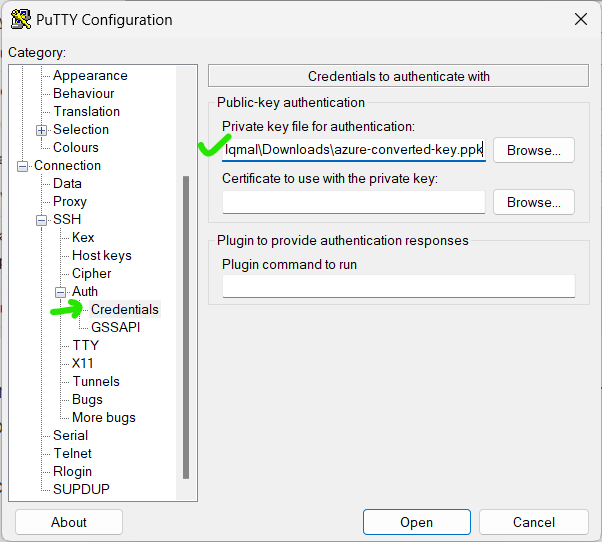 PuTTY Configuration
Category:
Appearance
Behaviour
Translation
Selection
Colours
Connection
Data
Proxy
SSH
Kex
Host keys
Cipher
Auth
Credentials
GSSAPI
TTY
X11
Tunnels
Bugs
More bugs
Serial
Telnet
Rlogin
SUPDUP
Credentials to authenticate with
Public-key authentication
Private key file for authentication:
lqmal\Downloads\azure-converted-key.ppk
Browse...
Certificate to use with the private key:
Browse...
Plugin to provide authentication responses
Plugin command to run
About
Open
Cancel